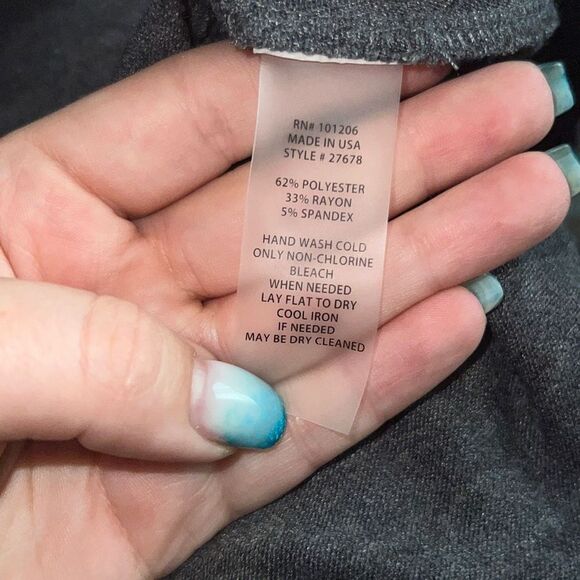 RN# 101206
MADE IN USA
STYLE # 27678
62% POLYESTER
33% RAYON
5% SPANDEX
HAND WASH COLD
ONLY NON-CHLORINE
BLEACH
WHEN NEEDED
LAY FLAT TO DRY
COOL IRON
IF NEEDED
MAY BE DRY CLEANED